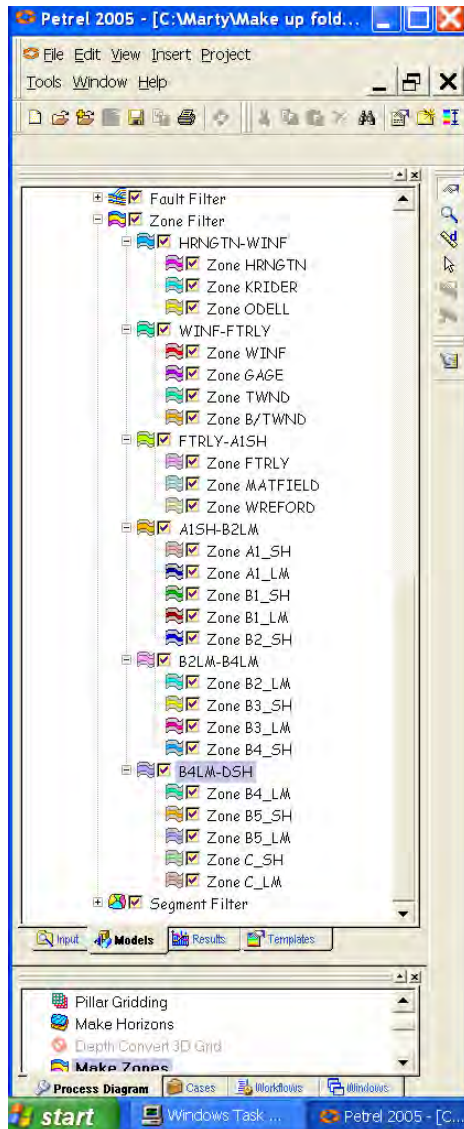 Petrel 2005 - [C:\Marty\Make up fold...
File Edit View Insert Project
Tools Window Help
Fault Filter
Zone Filter
HRNGTN-WINF
Zone HRNGTN
Zone KRIDER
Zone ODELL
WINF-FTRLY
Zone WINF
Zone GAGE
Zone TWND
Zone B/TWND
FTRLY-A1SH
Zone FTRLY
Zone MATFIELD
Zone WREFORD
A1SH-B2LM
Zone A1_SH
Zone A1_LM
Zone B1_SH
Zone B1_LM
Zone B2_SH
B2LM-B4LM
Zone B2_LM
Zone B3_SH
Zone B3_LM
Zone B4_SH
B4LM-DSH
Zone B4_LM
Zone B5_SH
Zone B5_LM
Zone C_SH
Zone C_LM
Segment Filter
Input Models Results Templates
Pillar Gridding
Make Horizons
Depth Convert 3D Grid
Make Zones
Process Diagram Cases Workflows Windows
start Windows Task ... Petrel 2005 - [C...